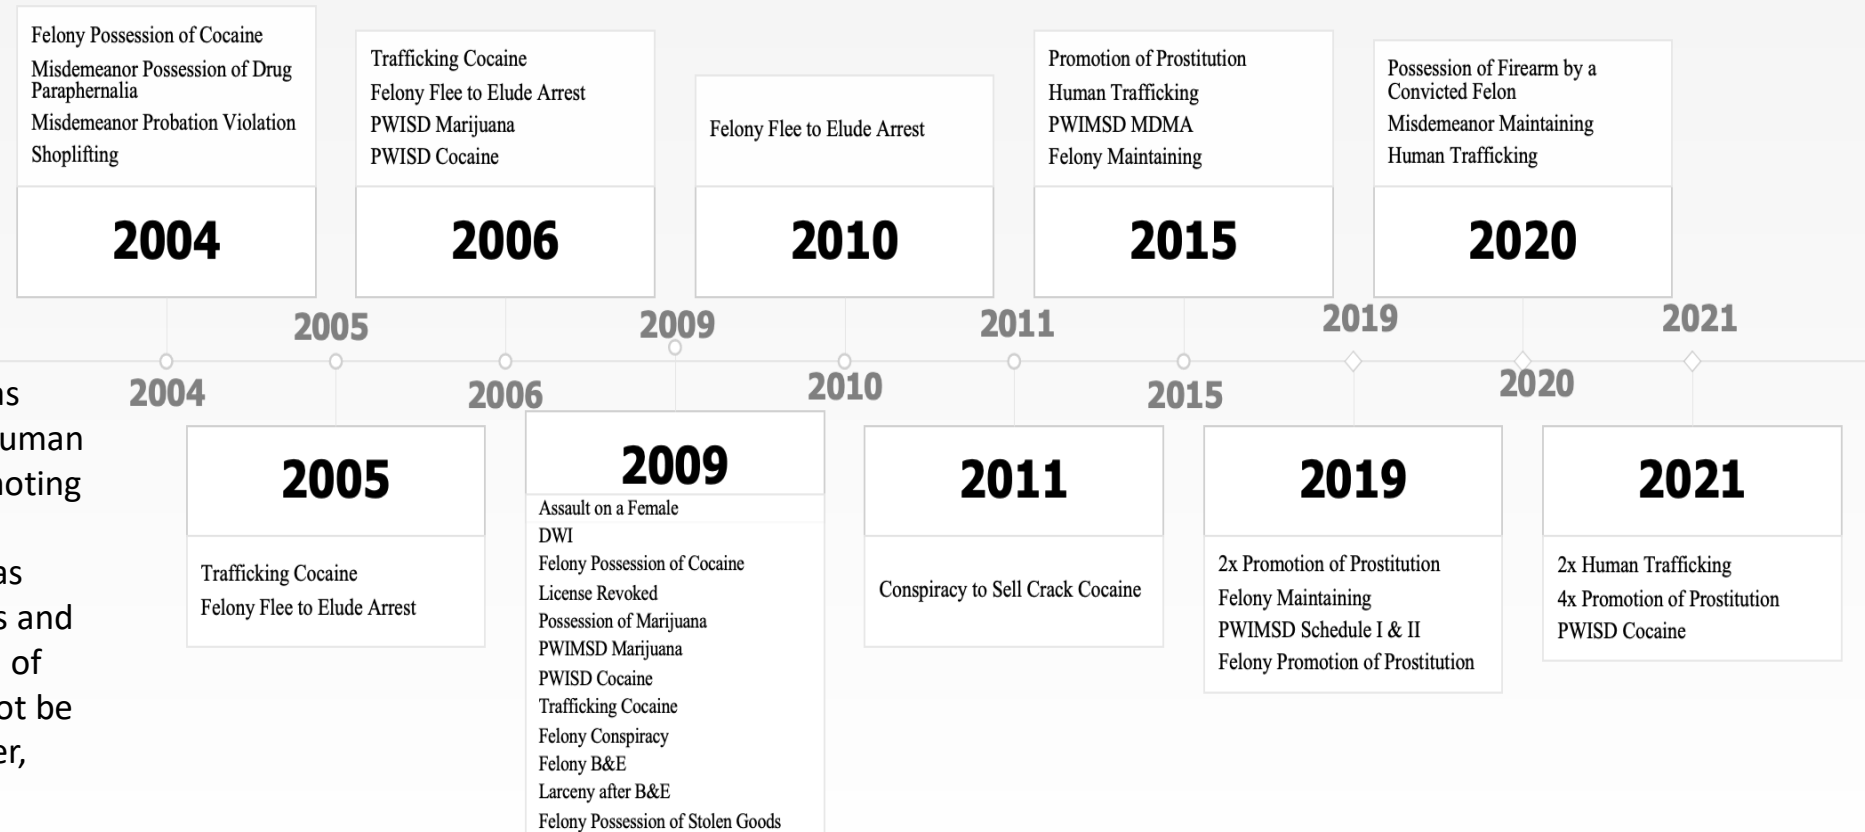 Felony Possession of Cocaine
Misdemeanor Possession of Drug
Paraphernalia
Misdemeanor Probation Violation
Shoplifting
2004
Trafficking Cocaine
Felony Flee to Elude Arrest
PWISD Marijuana
PWISD Cocaine
2006
Felony Flee to Elude Arrest
2010
Promotion of Prostitution
Human Trafficking
PWIMSD MDMA
Felony Maintaining
2015
Possession of Firearm by a
Convicted Felon
Misdemeanor Maintaining
Human Trafficking
2020
2005
2009
2011
2019
2021
2004
2006
2010
2015
2020
2005
Trafficking Cocaine
Felony Flee to Elude Arrest
2009
Assault on a Female
DWI
Felony Possession of Cocaine
License Revoked
Possession of Marijuana
PWIMSD Marijuana
PWISD Cocaine
Trafficking Cocaine
Felony Conspiracy
Felony B&E
Larceny after B&E
Felony Possession of Stolen Goods
2011
Conspiracy to Sell Crack Cocaine
2019
2x Promotion of Prostitution
Felony Maintaining
PWIMSD Schedule I & II
Felony Promotion of Prostitution
2021
2x Human Trafficking
4x Promotion of Prostitution
PWISD Cocaine
and
of
be